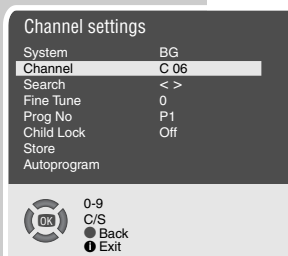 Channel settings
System BG
Channel C 06
Search < >
Fine Tune 0
Prog No P1
Child Lock Off
Store
Autoprogram
OK
0-9
C/S
Back
i Exit